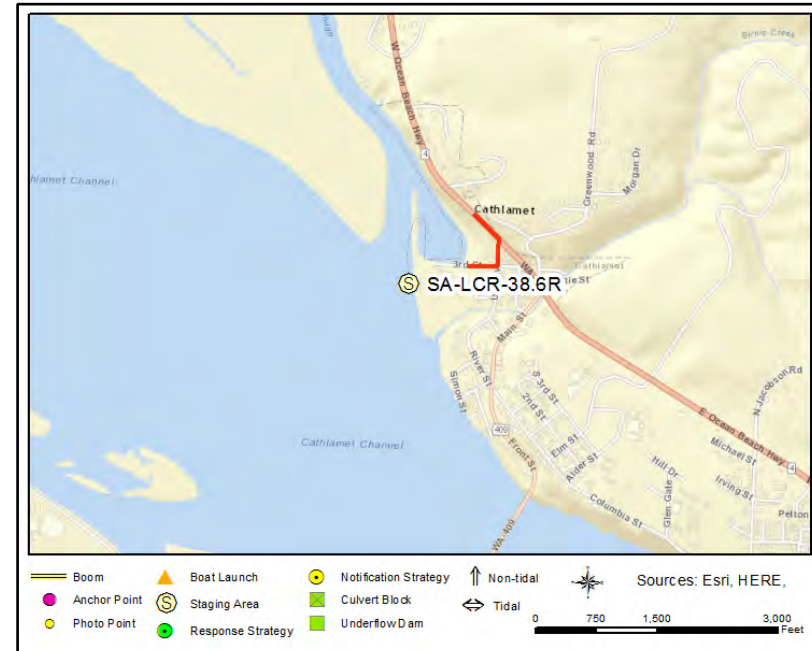 Birnie Creek
W Ocean Beach Hwy
4
Greenwood Rd
Morgan Dr
Cathlamet
3rd St
Cathlamet
SA-LCR-38.6R
S
Main St
River St
S 3rd St
2nd St
Simon St
409
Front St
Elm St
Alder St
Columbia St
WA-409
Cathlamet Channel
N Jacobson Rd
E Ocean Beach Hwy
4
Michael St
Irving St
Hill Dr
Glen Gate
Pelton
Boom
Boat Launch
Notification Strategy
Non-tidal
Sources: Esri, HERE,
Anchor Point
S Staging Area
Culvert Block
Tidal
Photo Point
Response Strategy
Underflow Dam
0 750 1,500 3,000
Feet